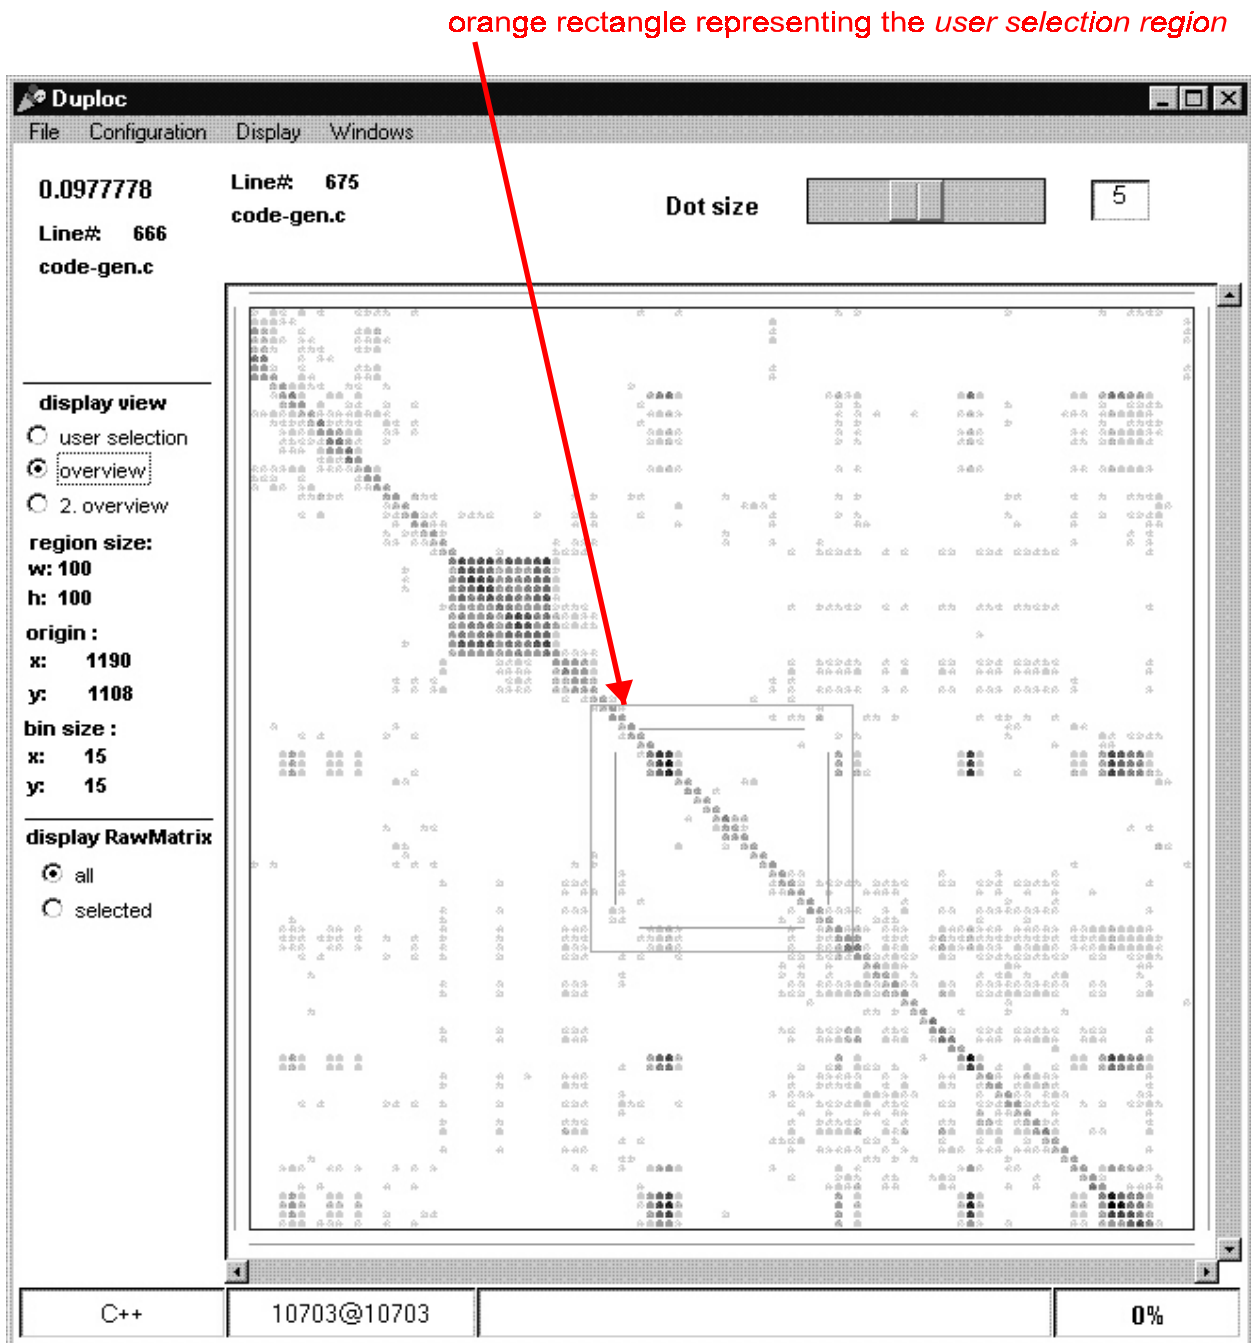 orange rectangle representing the user selection region
Duploc
File Configuration Display Windows
0.0977778
Line#: 666
code-gen.c
Line#: 675
code-gen.c
Dot size
5
display view
user selection
overview
2. overview
region size:
w: 100
h: 100
origin :
x: 1190
y: 1108
bin size :
x: 15
y: 15
display RawMatrix
all
selected
C++
10703@10703
0%